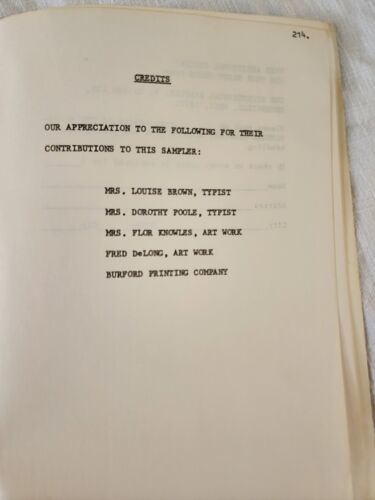 214.
CREDITS
OUR APPRECIATION TO THE FOLLOWING FOR THEIR
CONTRIBUTIONS TO THIS SAMPLER:
MRS. LOUISE BROWN, TYPIST
MRS. DOROTHY POOLE, TYPIST
MRS. FLOR KNOWLES, ART WORK
FRED DeLONG, ART WORK
BURFORD PRINTING COMPANY